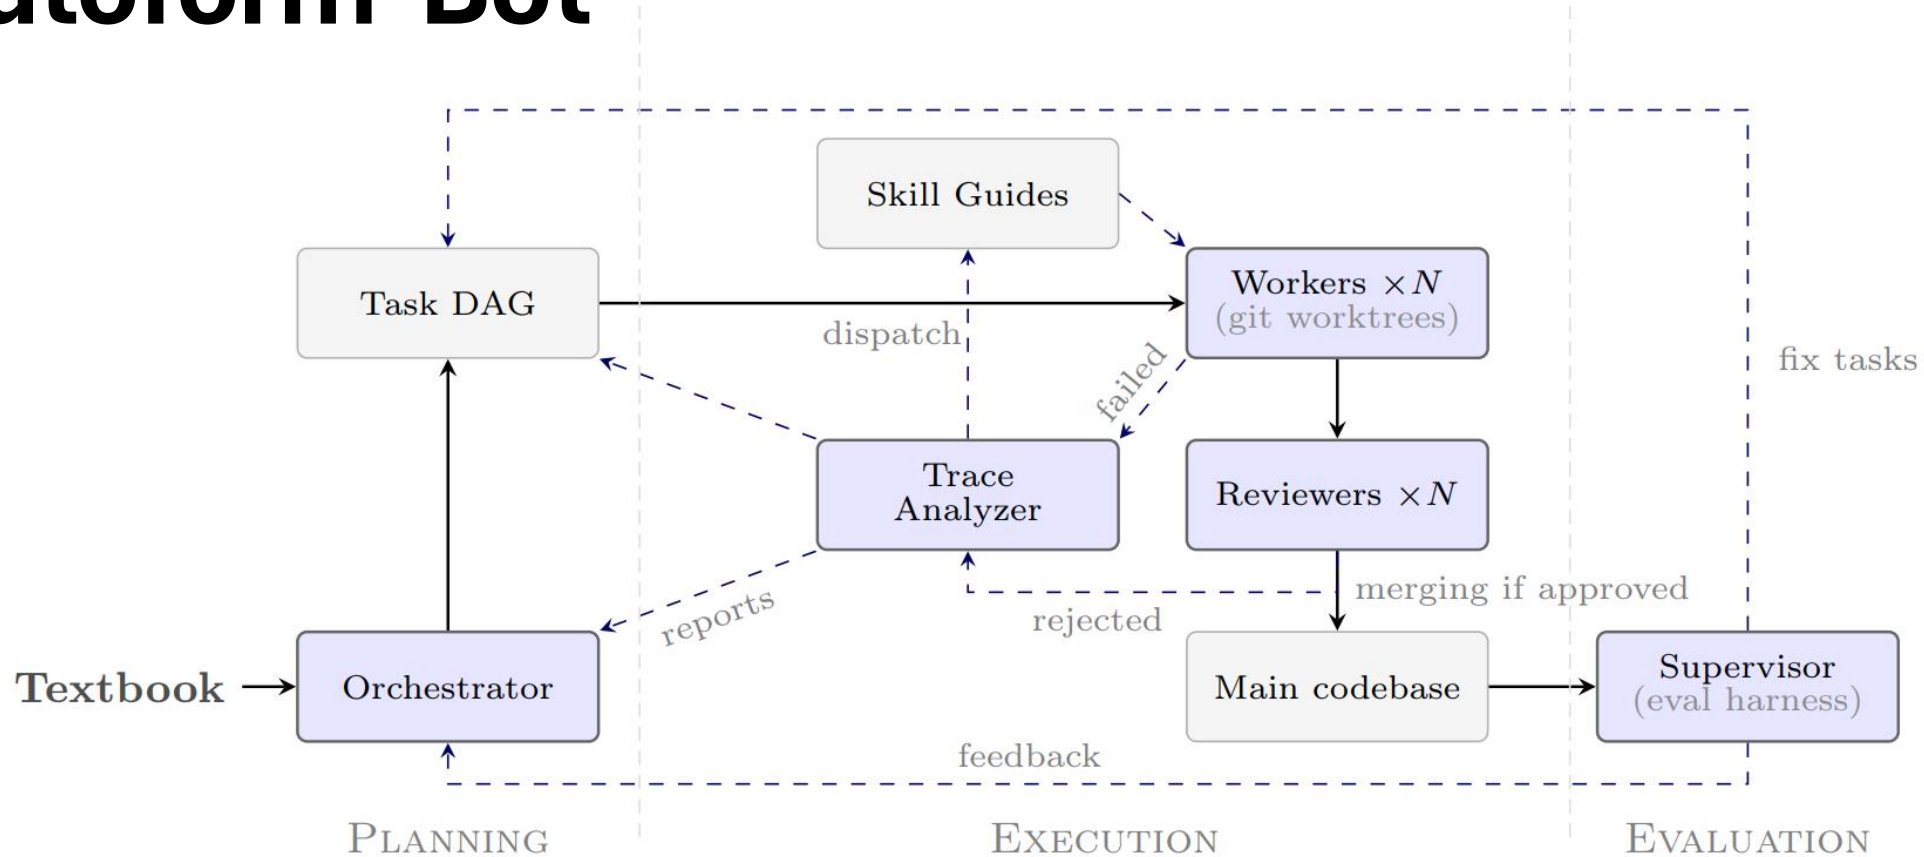 Skill Guides
Task DAG
Workers ×N
(git worktrees)
dispatch
failed
fix tasks
Trace
Analyzer
Reviewers ×N
merging if approved
reports
rejected
Textbook
Orchestrator
Main codebase
Supervisor
(eval harness)
feedback
PLANNING
EXECUTION
EVALUATION